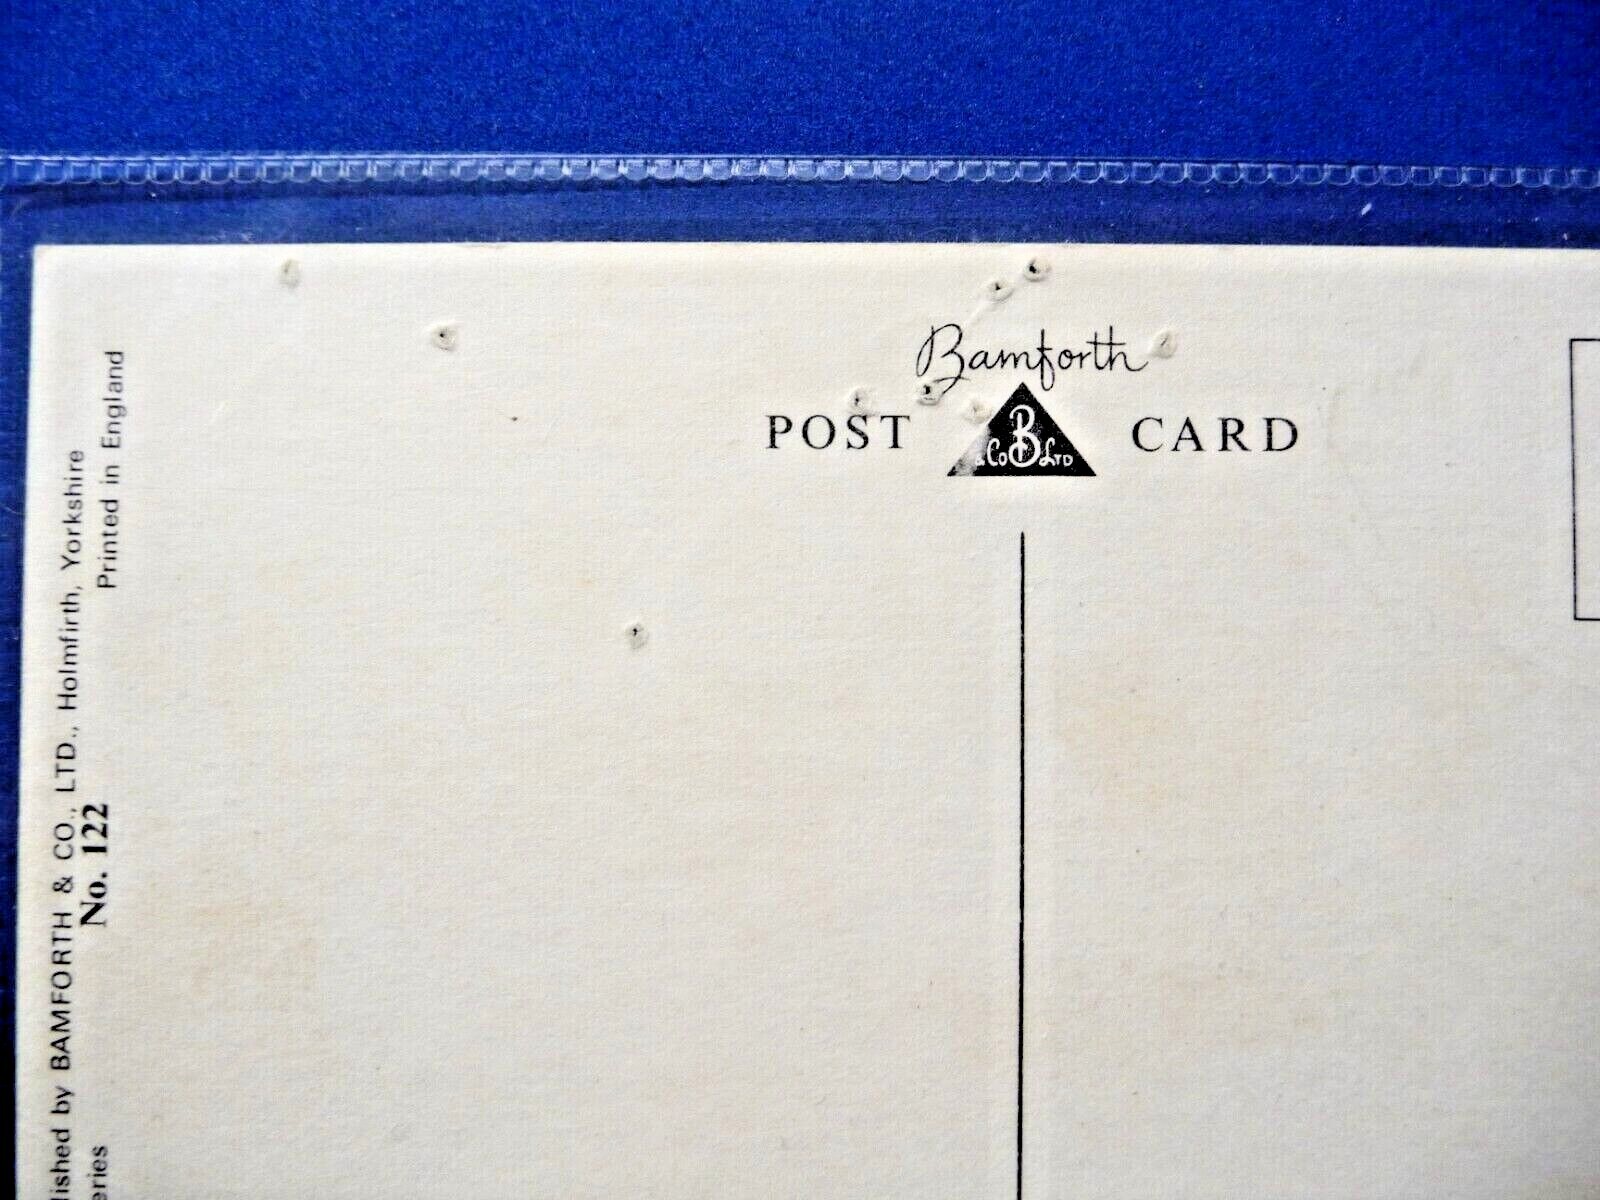 Bamforth
POST CARD
B
& Co LTD
lished by BAMFORTH & CO., LTD., Holmfirth, Yorkshire
Printed in England
No. 122
eries